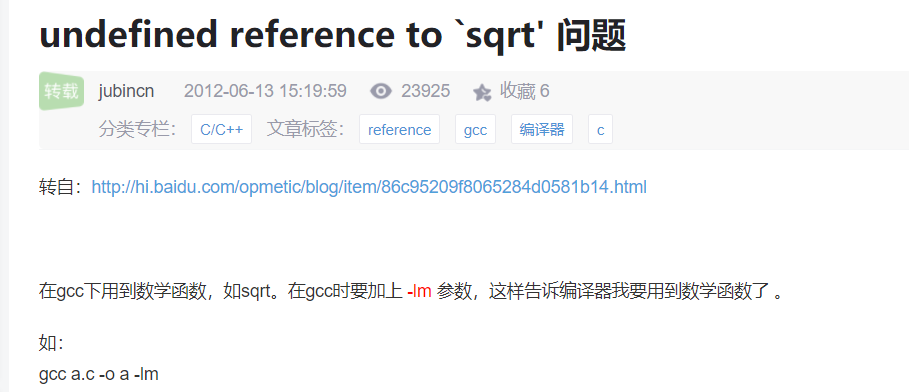 undefined reference to `sqrt' 问题
转载 jubincn 2012-06-13 15:19:59 23925 收藏 6
分类专栏： C/C++ 文章标签： reference gcc 编译器 c
转自：http://hi.baidu.com/opmetic/blog/item/86c95209f8065284d0581b14.html
在gcc下用到数学函数，如sqrt。在gcc时要加上 -lm 参数，这样告诉编译器我要用到数学函数了 。
如：
gcc a.c -o a -lm